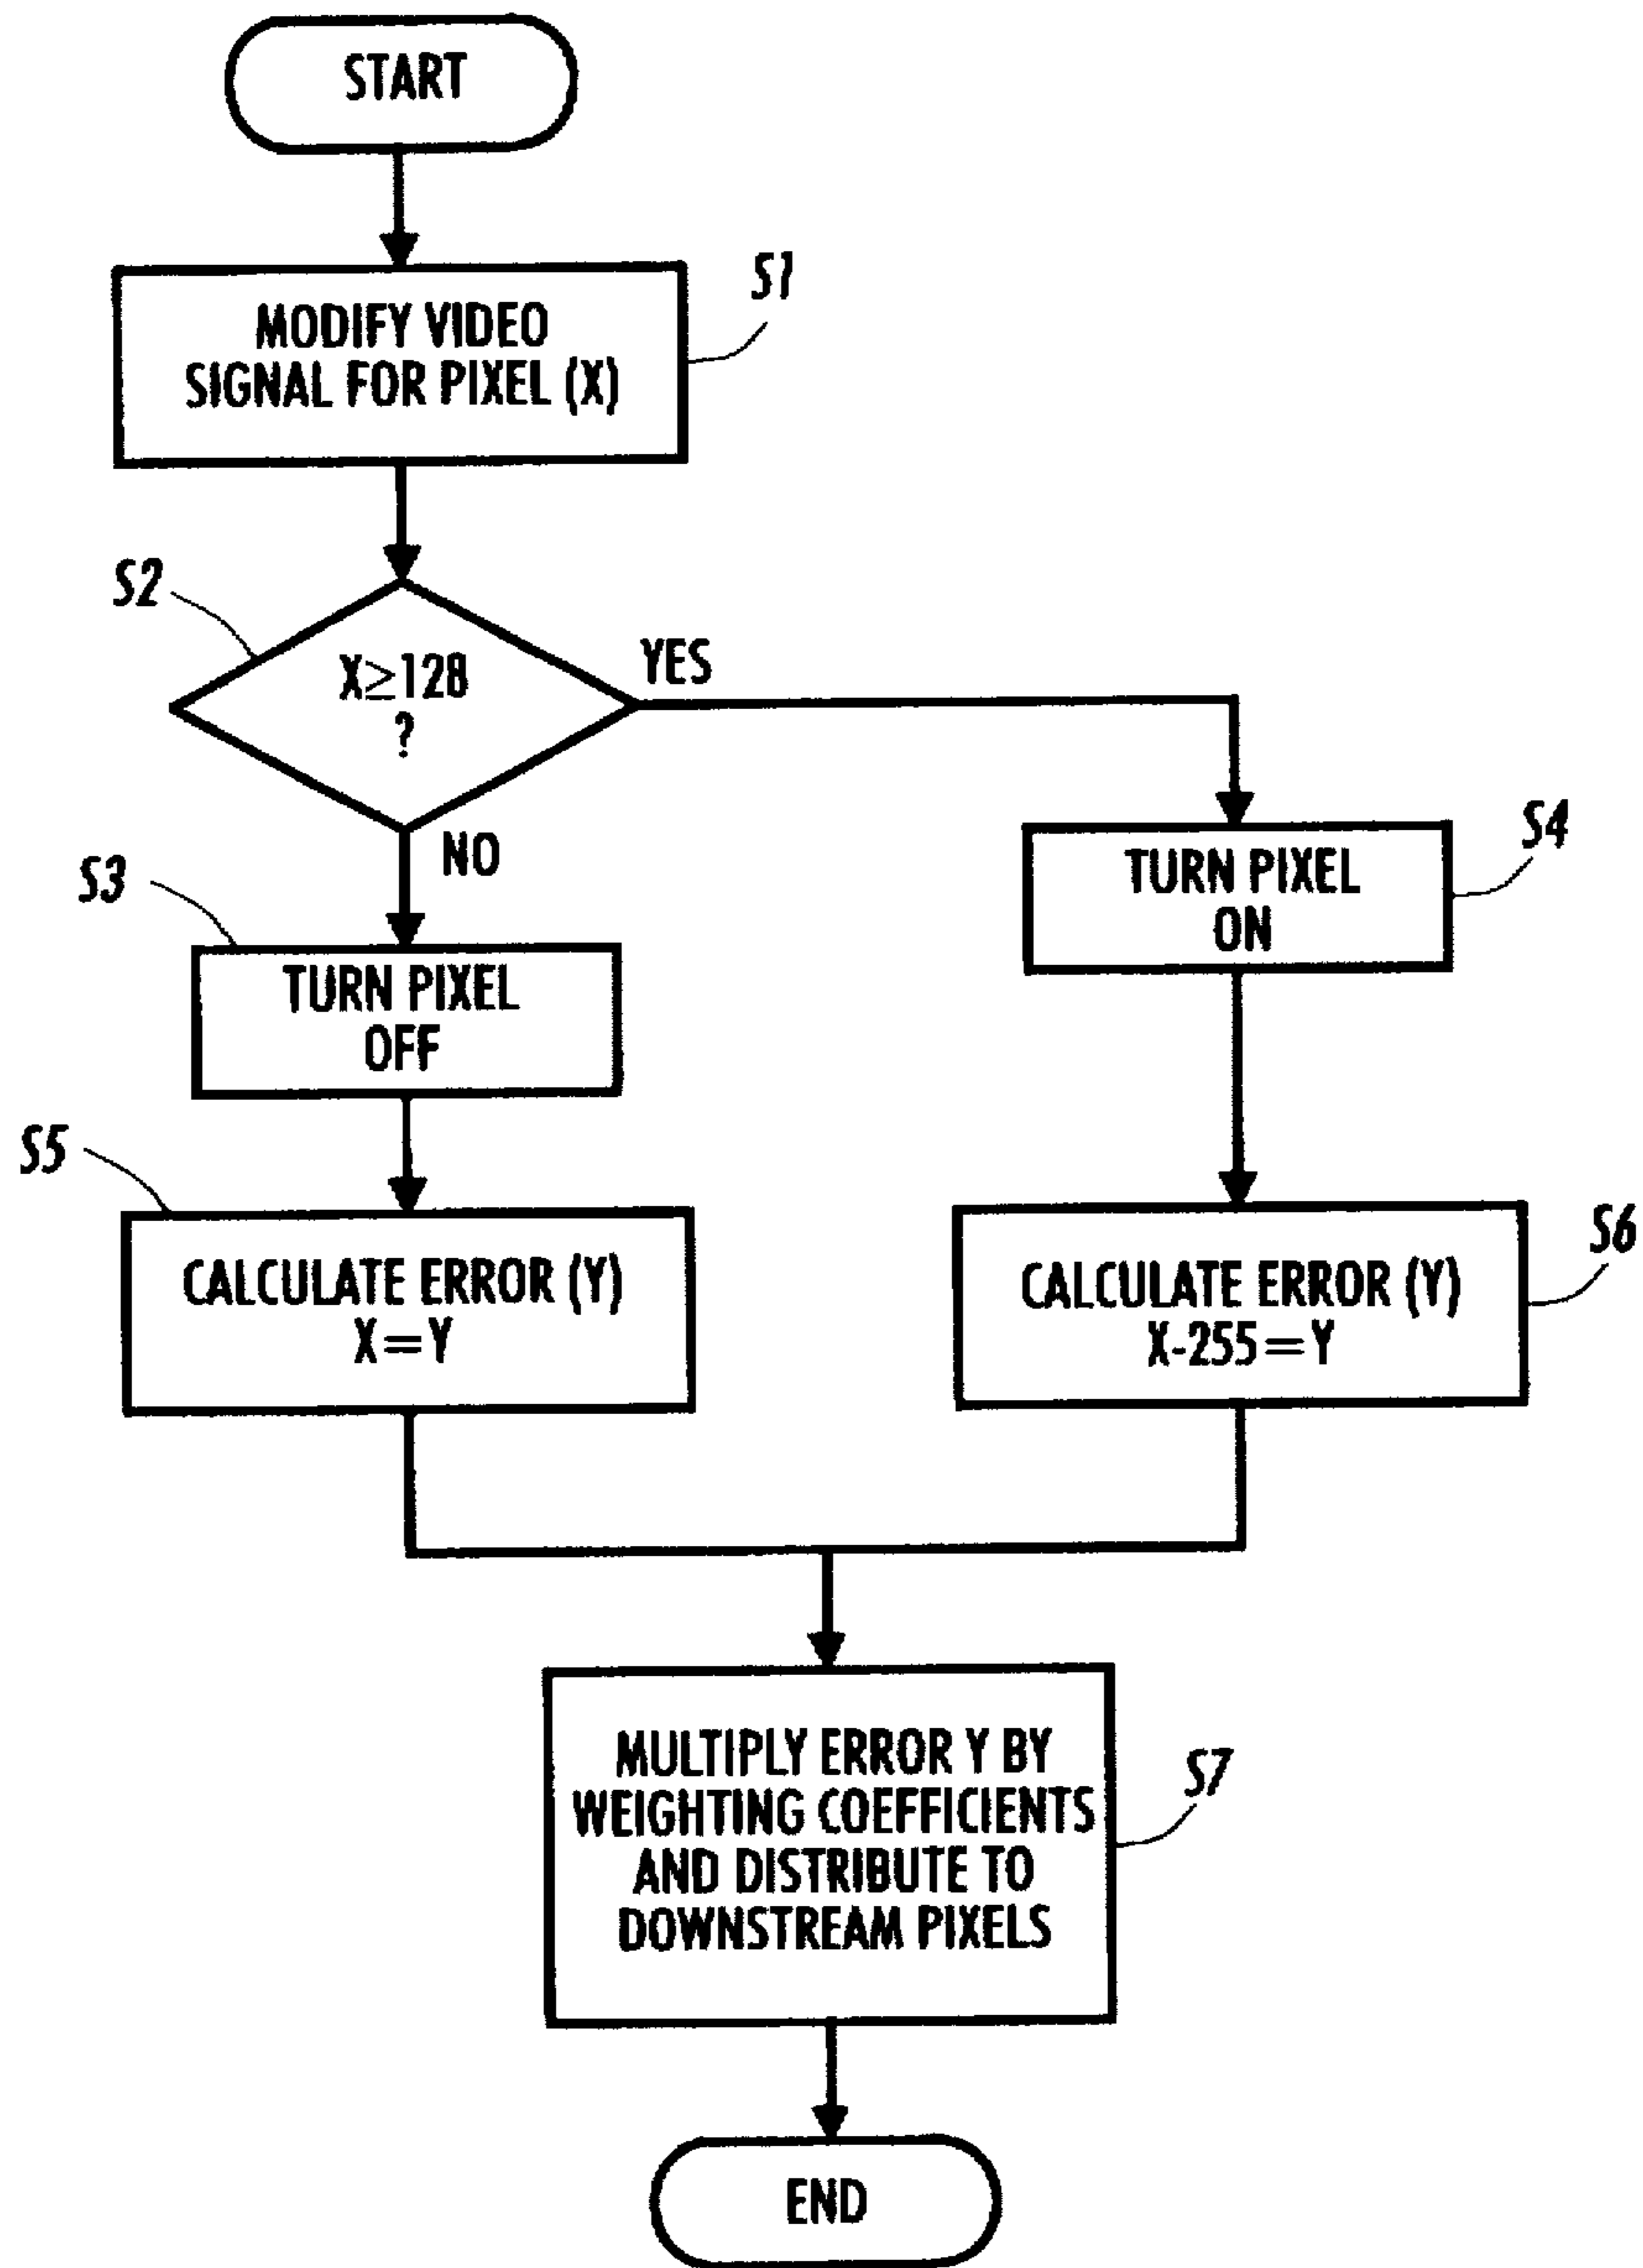 START
S1
MODIFY VIDEO
SIGNAL FOR PIXEL (X)
S2
X≥128
?
YES
NO
S3
TURN PIXEL
OFF
S4
TURN PIXEL
ON
S5
CALCULATE ERROR (Y)
X=Y
S6
CALCULATE ERROR (Y)
X-255=Y
MULTIPLY ERROR Y BY
WEIGHTING COEFFICIENTS
AND DISTRIBUTE TO
DOWNSTREAM PIXELS
S7
END